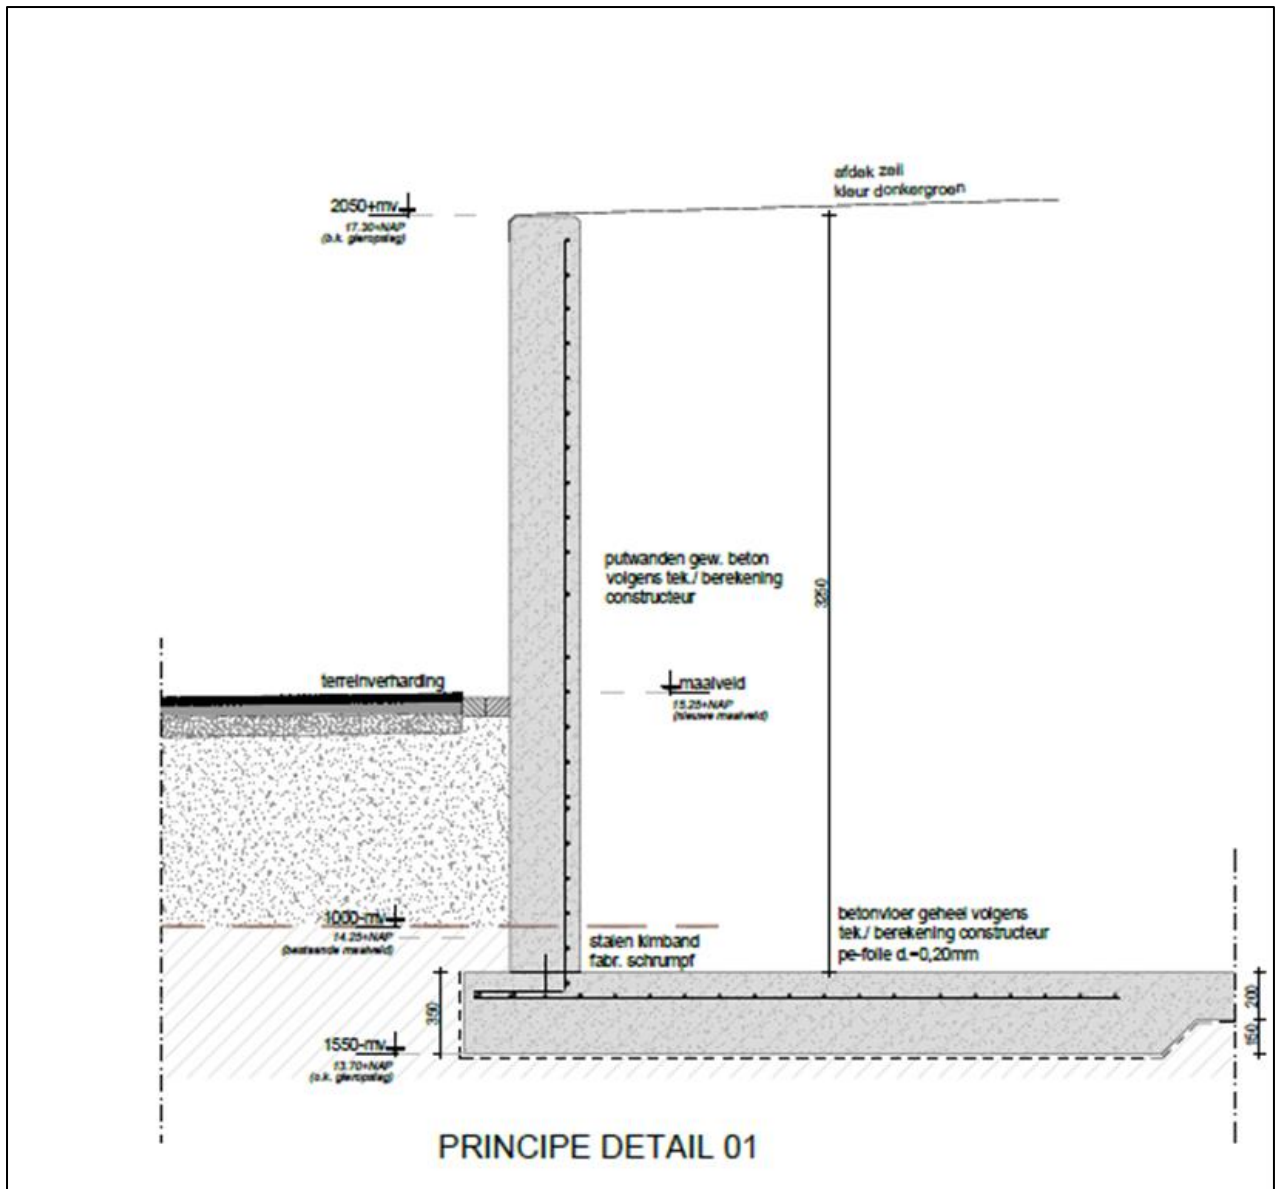 afdek zeil
kleur donkergroen
2050+mv
17.30+NAP
(b.k. gieropslag)
3250
putwanden gew. beton
volgens tek./ berekening
constructeur
terreinverharding
maaiveld
15.25+NAP
(nieuwe maaiveld)
1000-mv
14.25+NAP
(bestaande maaiveld)
stalen kimband
fabr. schrumpf
betonvloer geheel volgens
tek./ berekening constructeur
pe-folie d.=0,20mm
350
200
150
1550-mv
13.70+NAP
(o.k. gieropslag)
PRINCIPE DETAIL 01